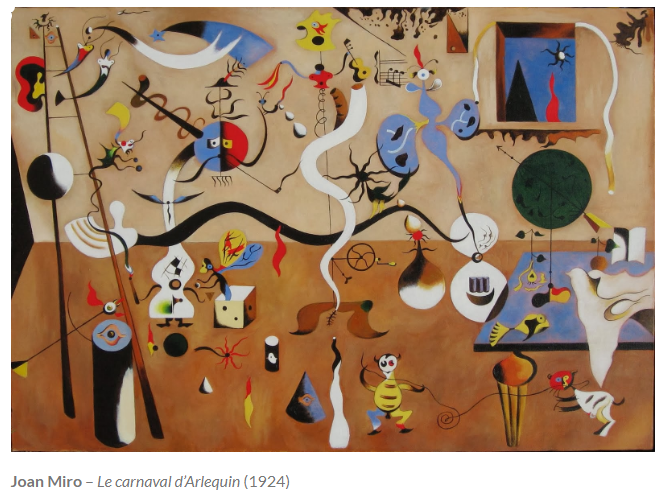 Joan Miro – Le carnaval d'Arlequin (1924)